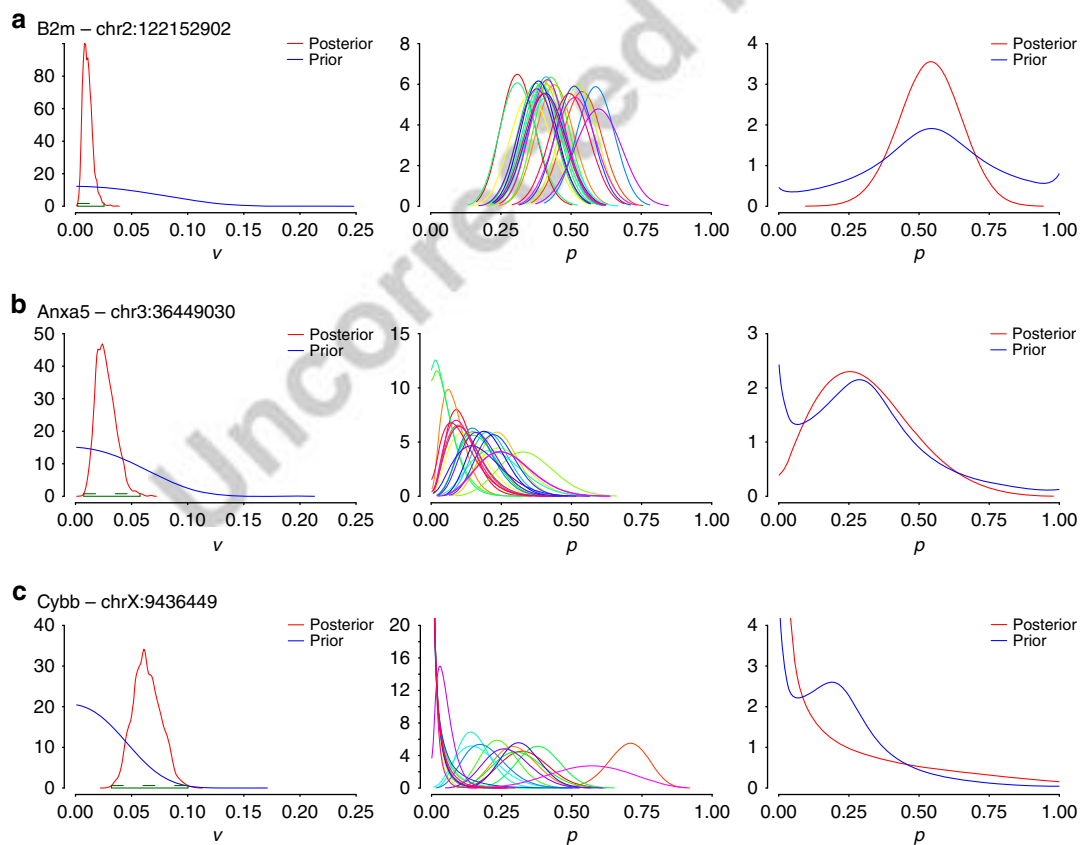 a
B2m – chr2:122152902
Posterior
Prior
80
60
40
20
0
0.00 0.05 0.10 0.15 0.20 0.25
v
8
6
4
2
0
0.00 0.25 0.50 0.75 1.00
p
Posterior
Prior
4
3
2
1
0
0.00 0.25 0.50 0.75 1.00
p
b
Anxa5 – chr3:36449030
Posterior
Prior
50
40
30
20
10
0
0.00 0.05 0.10 0.15 0.20 0.25
v
15
10
5
0
0.00 0.25 0.50 0.75 1.00
p
Posterior
Prior
3
2
1
0
0.00 0.25 0.50 0.75 1.00
p
c
Cybb – chrX:9436449
Posterior
Prior
40
30
20
10
0
0.00 0.05 0.10 0.15 0.20 0.25
v
20
16
12
8
4
0
0.00 0.25 0.50 0.75 1.00
p
Posterior
Prior
4
3
2
1
0
0.00 0.25 0.50 0.75 1.00
p